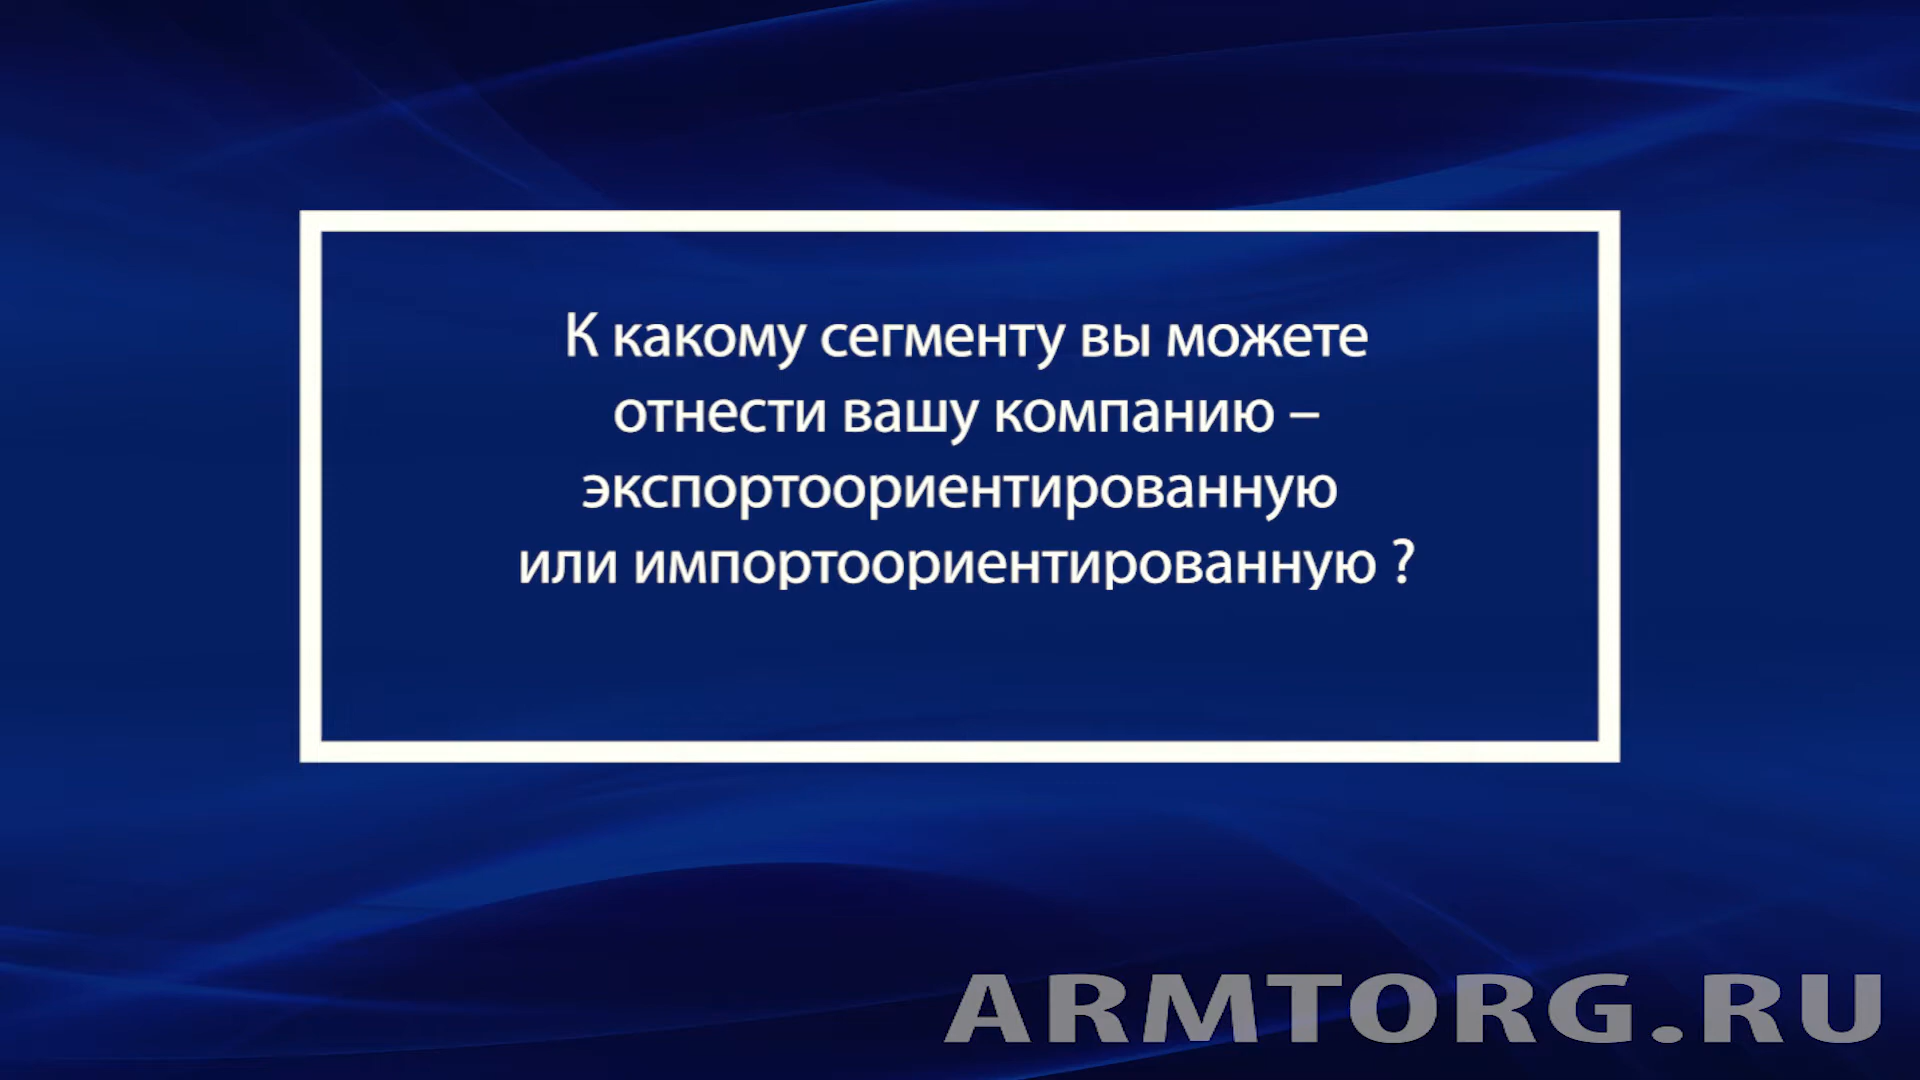 К какому сегменту вы можете
отнести вашу компанию –
экспортоориентированную
или импортоориентированную ?
ARMTORG.RU